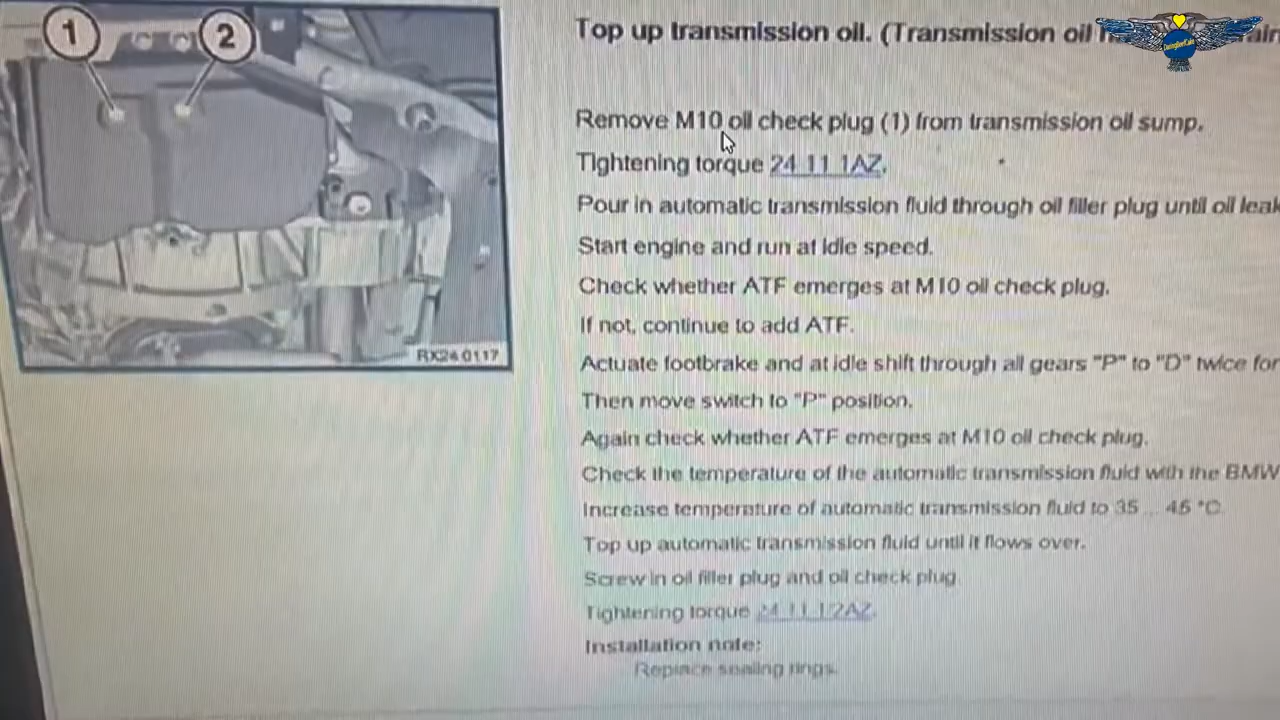 1
2
RX24 0117
Top up transmission oil. (Transmission oil
Remove M10 oil check plug (1) from transmission oil sump.
Tightening torque 24 11 1AZ.
Pour in automatic transmission fluid through oil filler plug until oil leak
Start engine and run at idle speed.
Check whether ATF emerges at M10 oil check plug.
If not, continue to add ATF.
Actuate footbrake and at idle shift through all gears "P" to "D" twice for
Then move switch to "P" position.
Again check whether ATF emerges at M10 oil check plug.
Check the temperature of the automatic transmission fluid with the BMW
Increase temperature of automatic transmission fluid to 35 ... 45 °C.
Top up automatic transmission fluid until it flows over.
Screw in oil filler plug and oil check plug.
Tightening torque 24 11 12AZ.
Installation note:
Replace sealing rings.